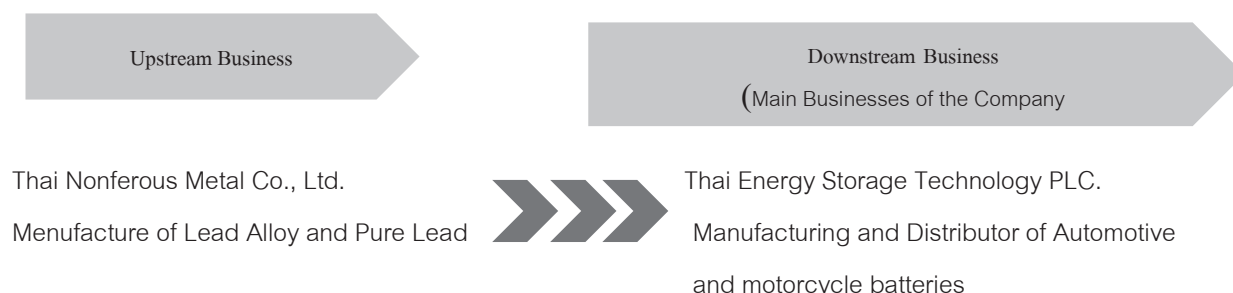 Upstream Business
Downstream Business
(Main Businesses of the Company
Thai Nonferous Metal Co., Ltd.
Menufacture of Lead Alloy and Pure Lead
Thai Energy Storage Technology PLC.
Manufacturing and Distributor of Automotive
and motorcycle batteries